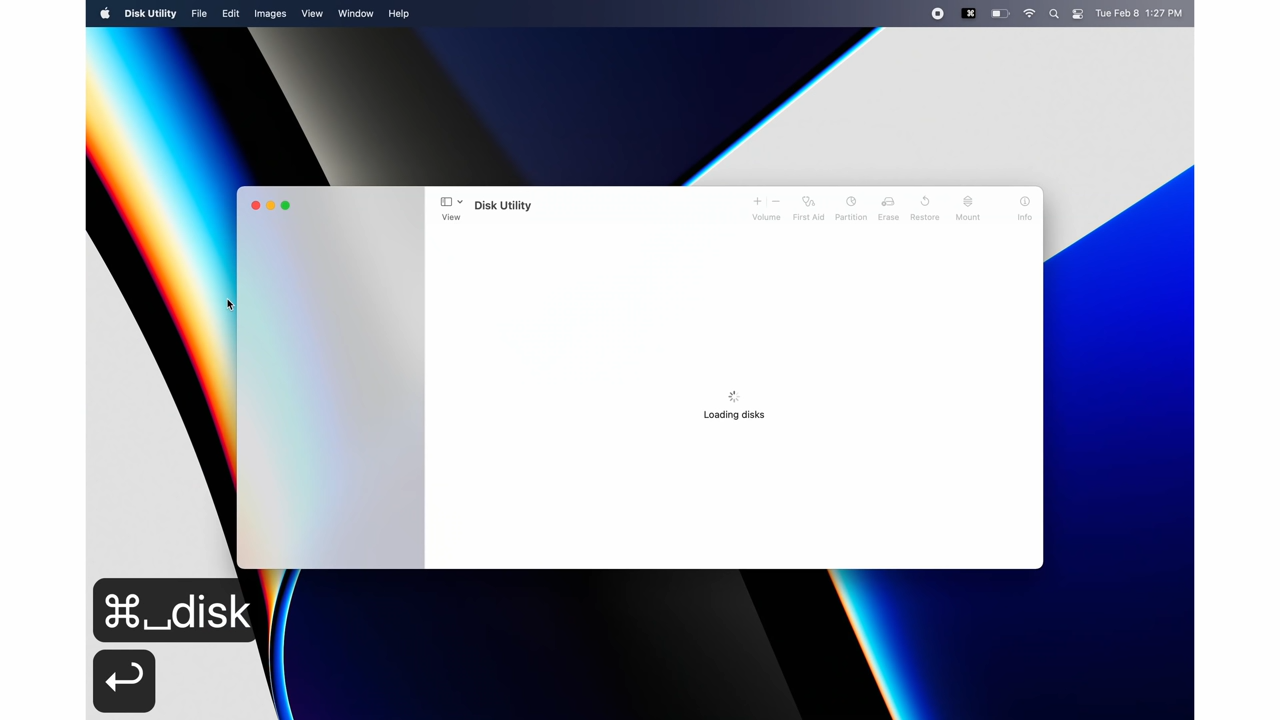 Disk Utility File Edit Images View Window Help ⌘ Tue Feb 8 1:27 PM
Disk Utility
View Volume First Aid Partition Erase Restore Mount Info
Loading disks
⌘⎵disk
↩